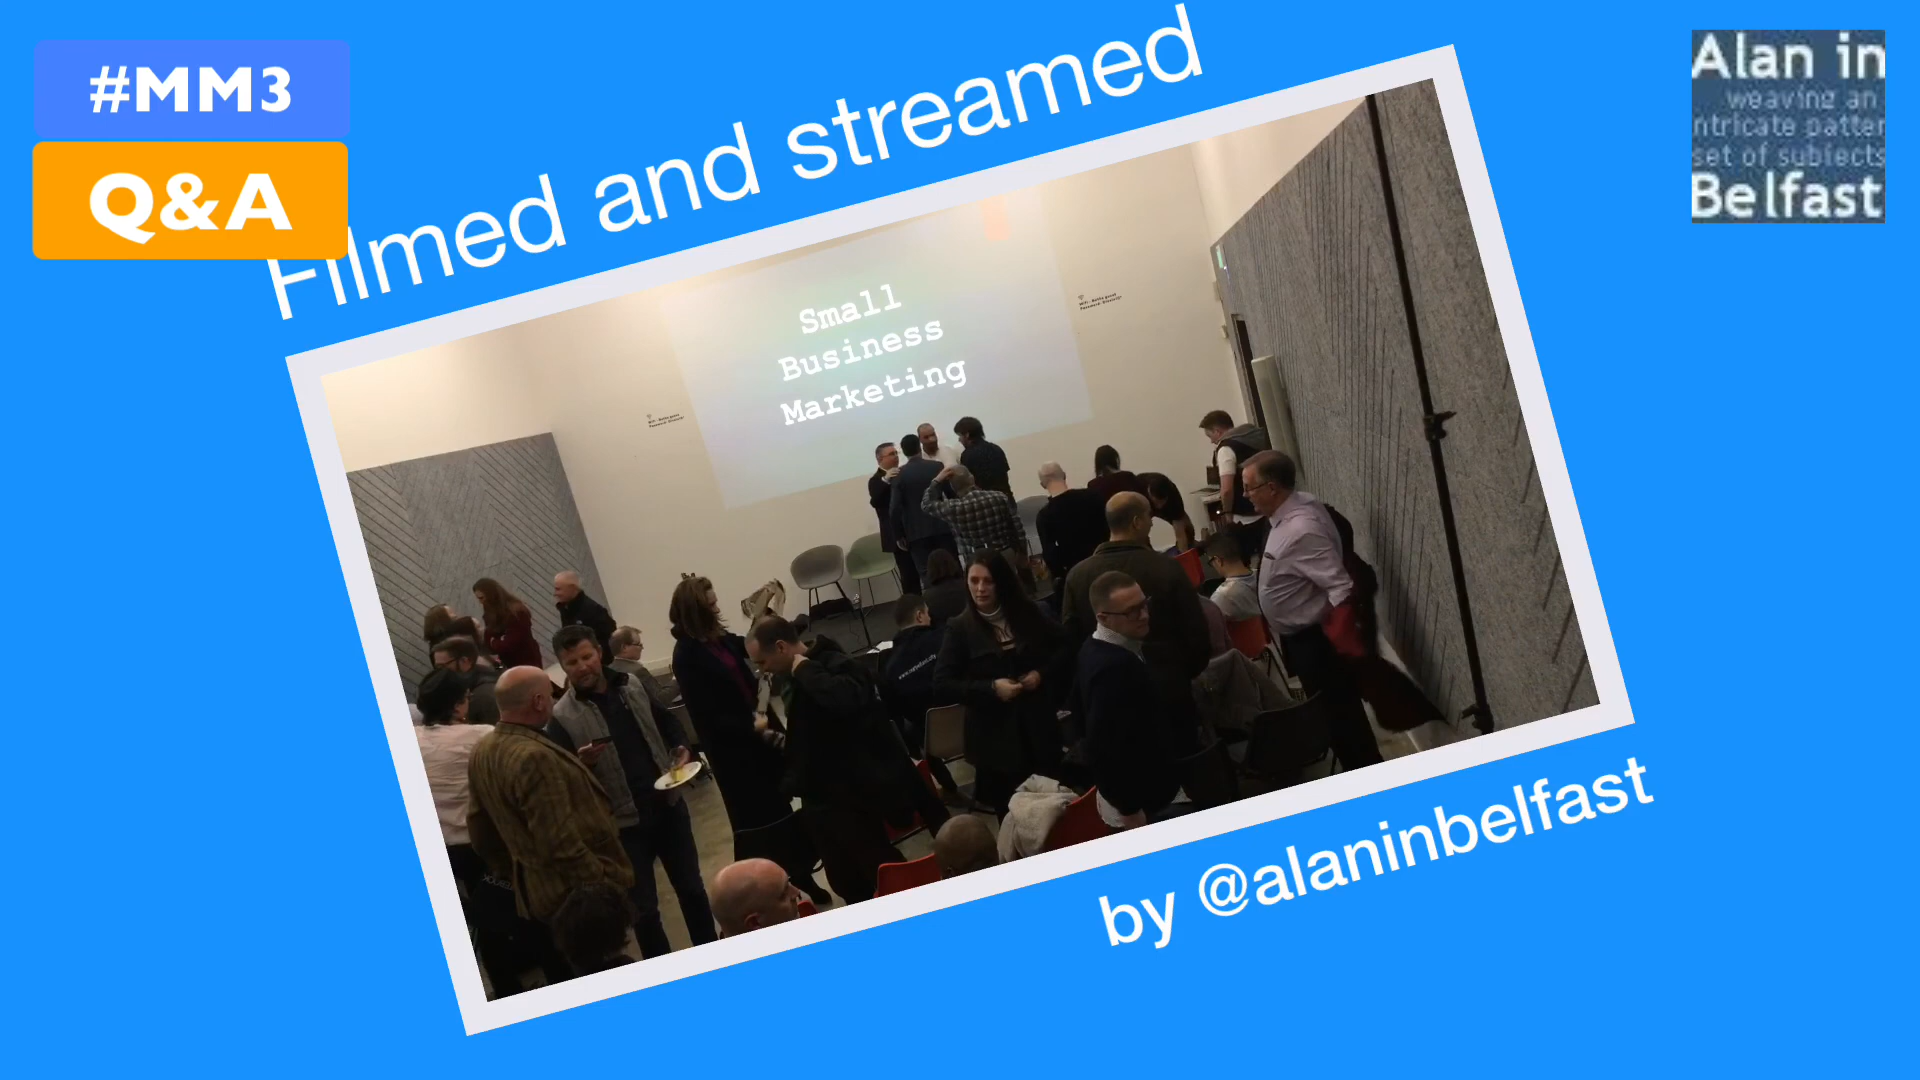 #MM3
Q&A
Filmed and streamed
Small
Business
Marketing
by @alaninbelfast
Alan in
weaving an
ntricate patter
set of subjects
Belfast